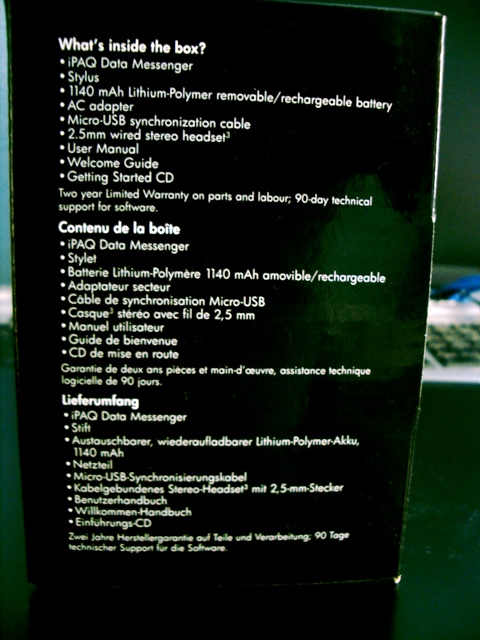 What's inside the box?
• iPAQ Data Messenger
• Stylus
• 1140 mAh Lithium-Polymer removable/rechargeable battery
• AC adapter
• Micro-USB synchronization cable
• 2.5mm wired stereo headset³
• User Manual
• Welcome Guide
• Getting Started CD
Two year Limited Warranty on parts and labour; 90-day technical
support for software.
Contenu de la boîte
• iPAQ Data Messenger
• Stylet
• Batterie Lithium-Polymère 1140 mAh amovible/rechargeable
• Adaptateur secteur
• Câble de synchronisation Micro-USB
• Casque³ stéréo avec fil de 2,5 mm
• Manuel utilisateur
• Guide de bienvenue
• CD de mise en route
Garantie de deux ans pièces et main-d'œuvre, assistance technique
logicielle de 90 jours.
Lieferumfang
• iPAQ Data Messenger
• Stift
• Austauschbarer, wiederaufladbarer Lithium-Polymer-Akku,
1140 mAh
• Netzteil
• Micro-USB-Synchronisierungskabel
• Kabelgebundenes Stereo-Headset³ mit 2,5-mm-Stecker
• Benutzerhandbuch
• Willkommen-Handbuch
• Einführungs-CD
Zwei Jahre Herstellergarantie auf Teile und Verarbeitung; 90 Tage
technischer Support für die Software.